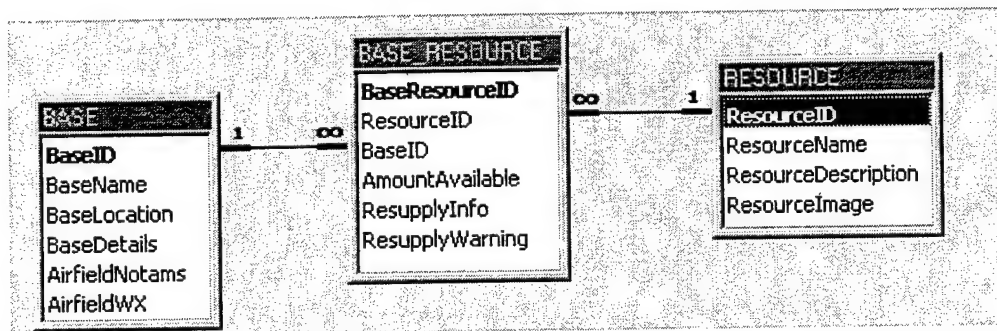 BASE
BaseID
BaseName
BaseLocation
BaseDetails
AirfieldNotams
AirfieldWX
1
∞
BASE_RESOURCE
BaseResourceID
ResourceID
BaseID
AmountAvailable
ResupplyInfo
ResupplyWarning
∞
1
RESOURCE
ResourceID
ResourceName
ResourceDescription
ResourceImage